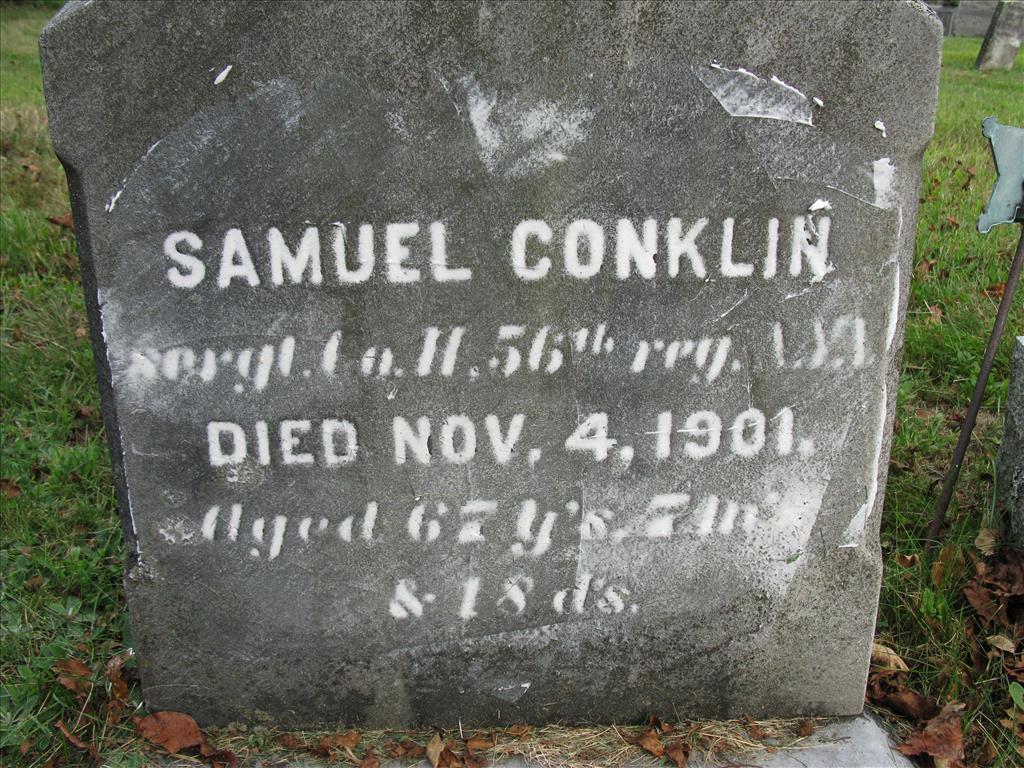 SAMUEL CONKLIN
Sergt. Co. H. 56th reg. N.Y.V.
DIED NOV. 4, 1901.
Aged 67 y's, 7 m's
& 18 ds.